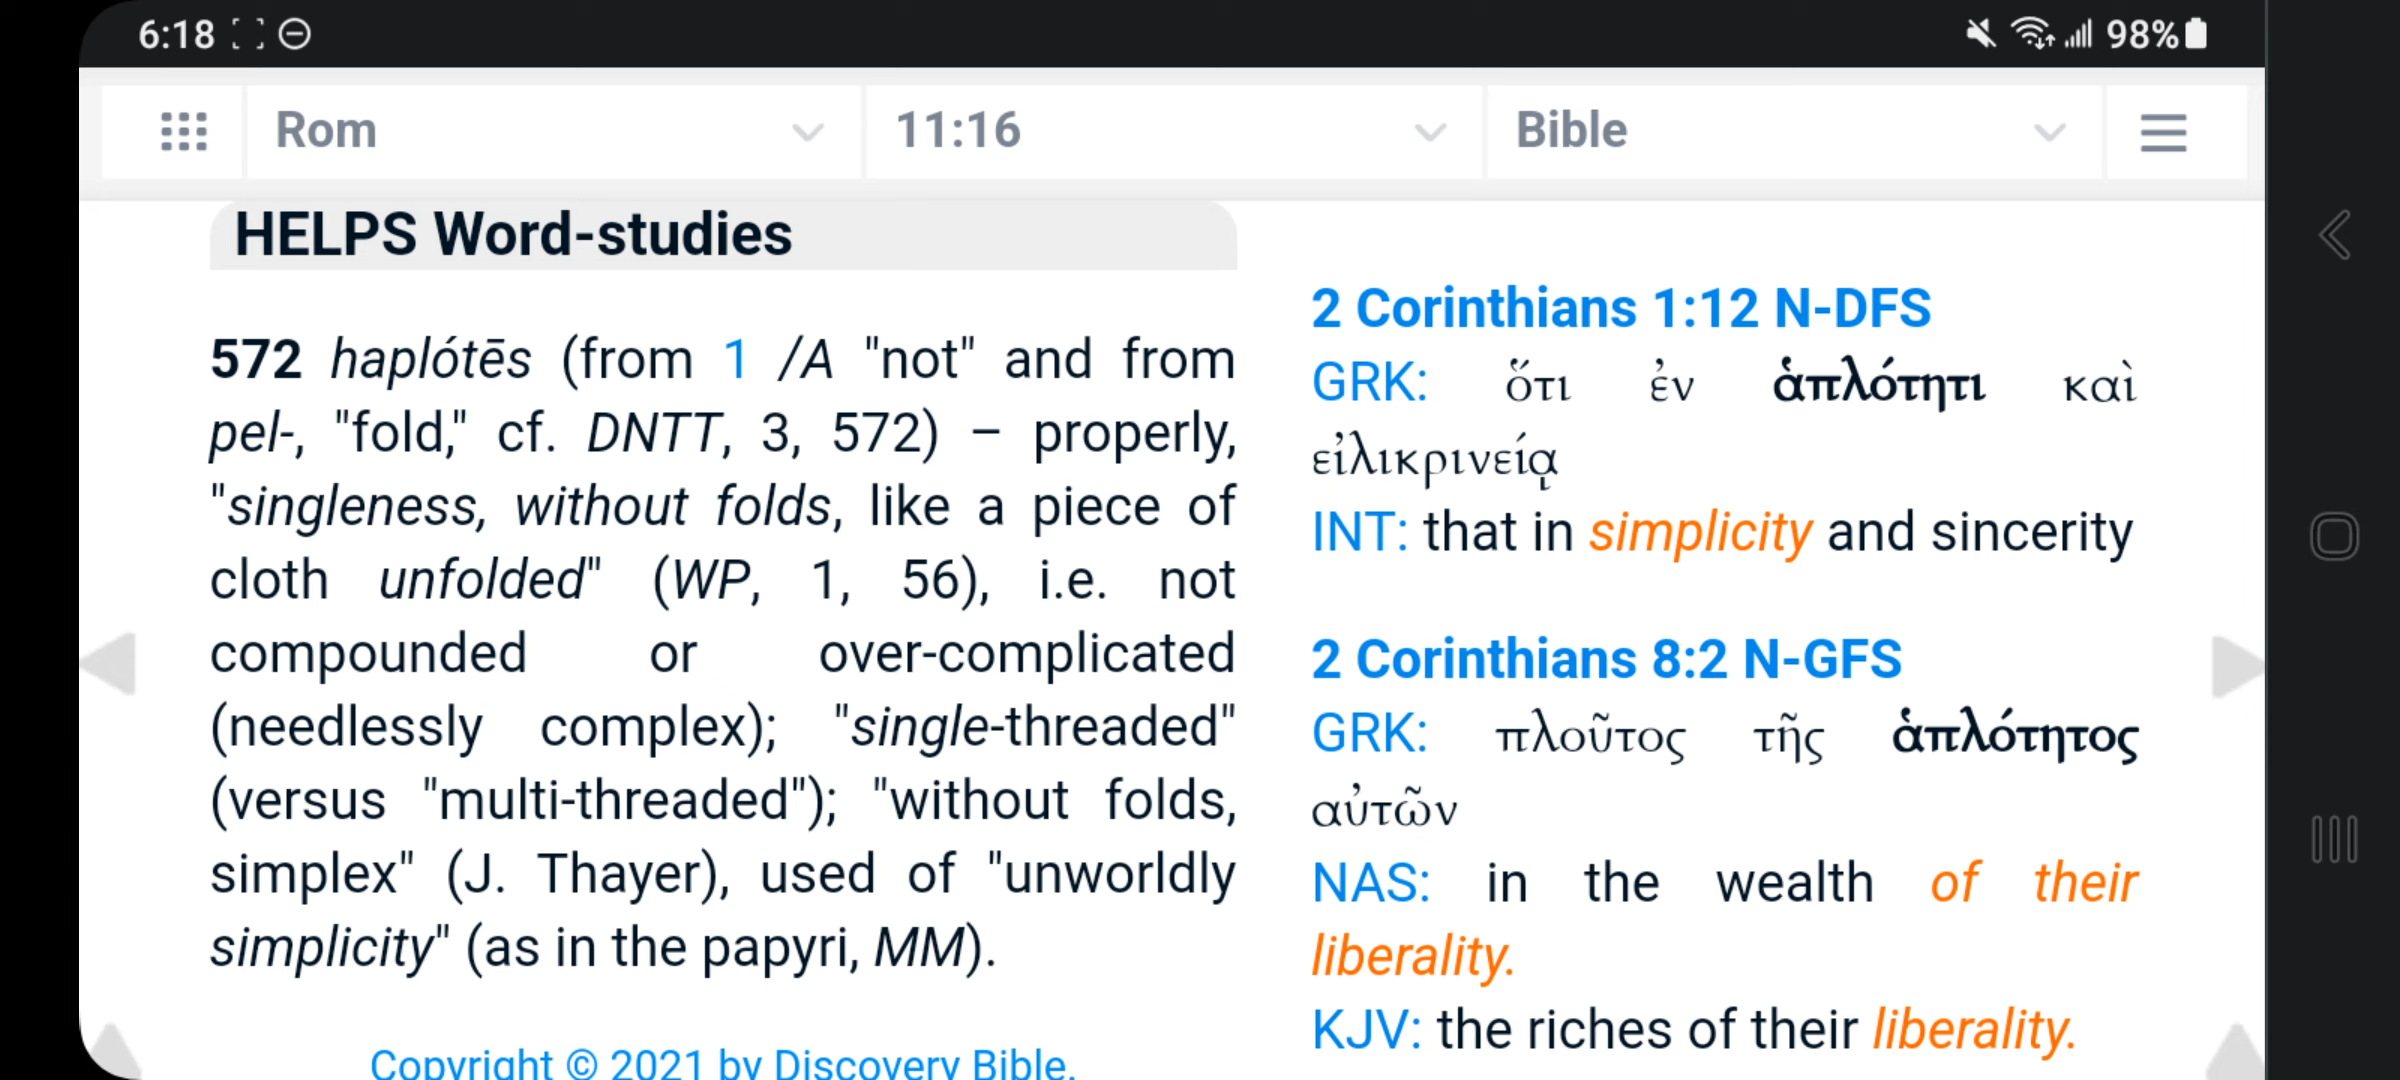 6:18
98%
Rom
11:16
Bible
HELPS Word-studies
572 haplótēs (from 1 /A "not" and from
pel-, "fold," cf. DNTT, 3, 572) – properly,
"singleness, without folds, like a piece of
cloth unfolded" (WP, 1, 56), i.e. not
compounded or over-complicated
(needlessly complex); "single-threaded"
(versus "multi-threaded"); "without folds,
simplex" (J. Thayer), used of "unworldly
simplicity" (as in the papyri, MM).
Copyright © 2021 by Discovery Bible.
2 Corinthians 1:12 N-DFS
GRK: ὅτι ἐν ἁπλότητι καὶ
εἰλικρινείᾳ
INT: that in simplicity and sincerity
2 Corinthians 8:2 N-GFS
GRK: πλοῦτος τῆς ἁπλότητος
αὐτῶν
NAS: in the wealth of their
liberality.
KJV: the riches of their liberality.